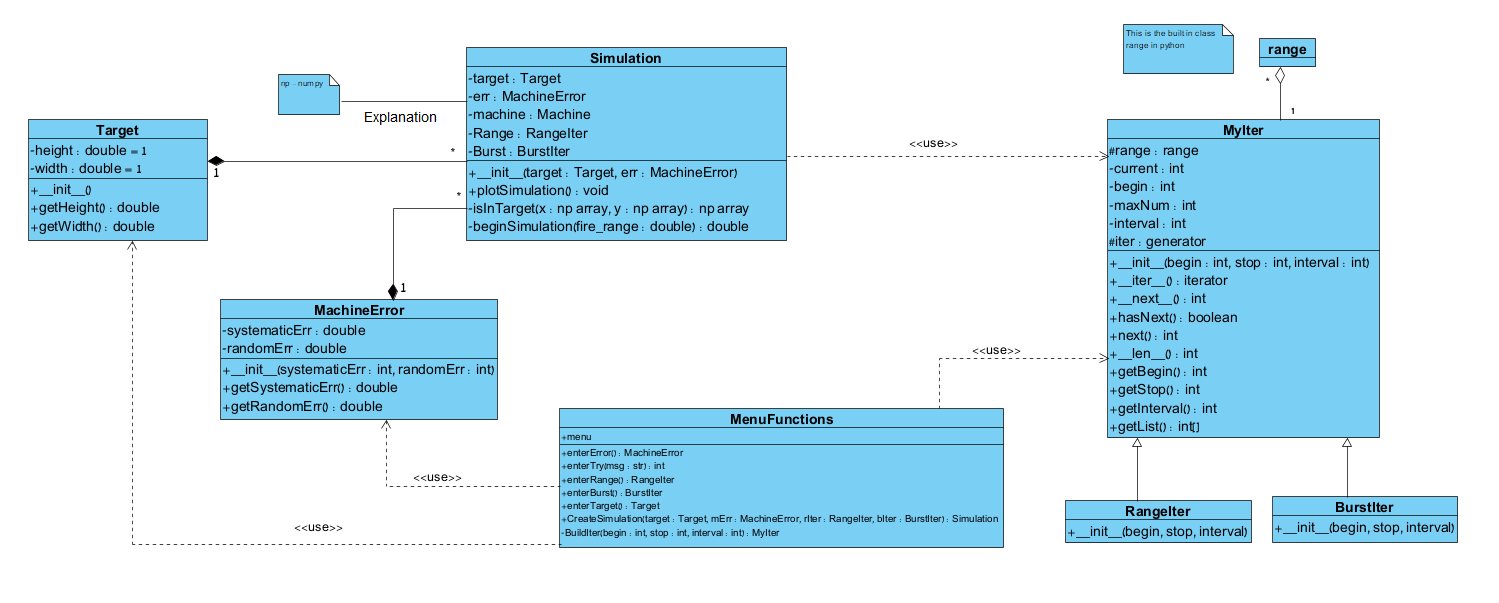 This is the built in class
range in python
range
*
1
np - numpy
Explanation
Simulation
-target : Target
-err : MachineError
-machine : Machine
-Range : RangeIter
-Burst : BurstIter
+__init__(target : Target, err : MachineError)
+plotSimulation() : void
-isInTarget(x : np array, y : np array) : np array
-beginSimulation(fire_range : double) : double
Target
-height : double = 1
-width : double = 1
+__init__()
+getHeight() : double
+getWidth() : double
1
*
*
1
<<use>>
MyIter
#range : range
-current : int
-begin : int
-maxNum : int
-interval : int
#iter : generator
+__init__(begin : int, stop : int, interval : int)
+__iter__() : iterator
+__next__() : int
+hasNext() : boolean
+next() : int
+__len__() : int
+getBegin() : int
+getStop() : int
+getInterval() : int
+getList() : int[]
MachineError
-systematicErr : double
-randomErr : double
+__init__(systematicErr : int, randomErr : int)
+getSystematicErr() : double
+getRandomErr() : double
<<use>>
MenuFunctions
+menu
+enterError() : MachineError
+enterTry(msg : str) : int
+enterRange() : RangeIter
+enterBurst() : BurstIter
+enterTarget() : Target
+CreateSimulation(target : Target, mErr : MachineError, rIter : RangeIter, bIter : BurstIter) : Simulation
-BuildIter(begin : int, stop : int, interval : int) : MyIter
<<use>>
<<use>>
RangeIter
+__init__(begin, stop, interval)
BurstIter
+__init__(begin, stop, interval)